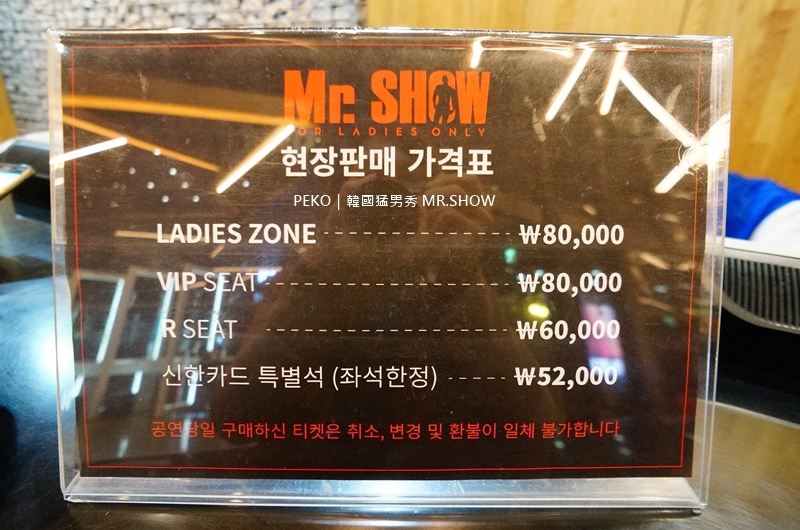 Mr. SHOW
FOR LADIES ONLY
현장판매 가격표
PEKO | 韓國猛男秀 MR.SHOW
LADIES ZONE ₩80,000
VIP SEAT ₩80,000
R SEAT ₩60,000
신한카드 특별석 (좌석한정) ₩52,000
공연당일 구매하신 티켓은 취소, 변경 및 환불이 일체 불가합니다